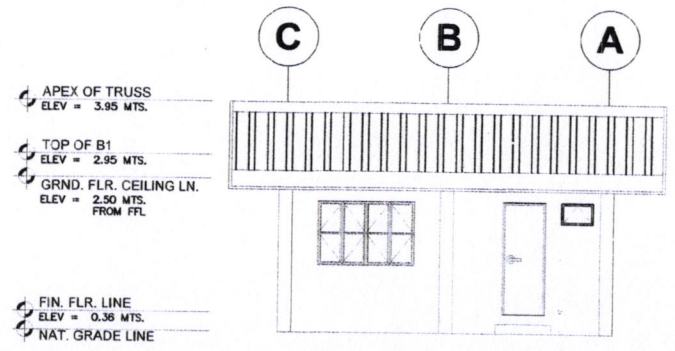 C B A
APEX OF TRUSS
ELEV = 3.95 MTS.
TOP OF B1
ELEV = 2.95 MTS.
GRND. FLR. CEILING LN.
ELEV = 2.50 MTS.
FROM FFL
FIN. FLR. LINE
ELEV = 0.36 MTS.
NAT. GRADE LINE